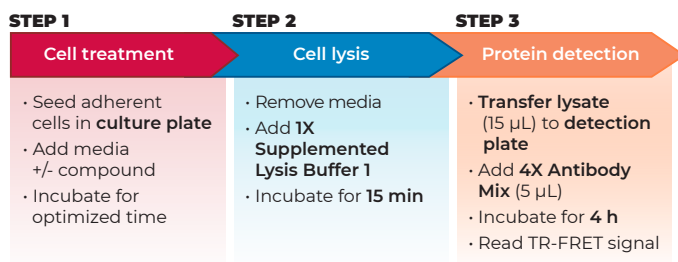 STEP 1
Cell treatment
· Seed adherent
cells in culture plate
· Add media
+/- compound
· Incubate for
optimized time
STEP 2
Cell lysis
· Remove media
· Add 1X
Supplemented
Lysis Buffer 1
· Incubate for 15 min
STEP 3
Protein detection
· Transfer lysate
(15 µL) to detection
plate
· Add 4X Antibody
Mix (5 µL)
· Incubate for 4 h
· Read TR-FRET signal